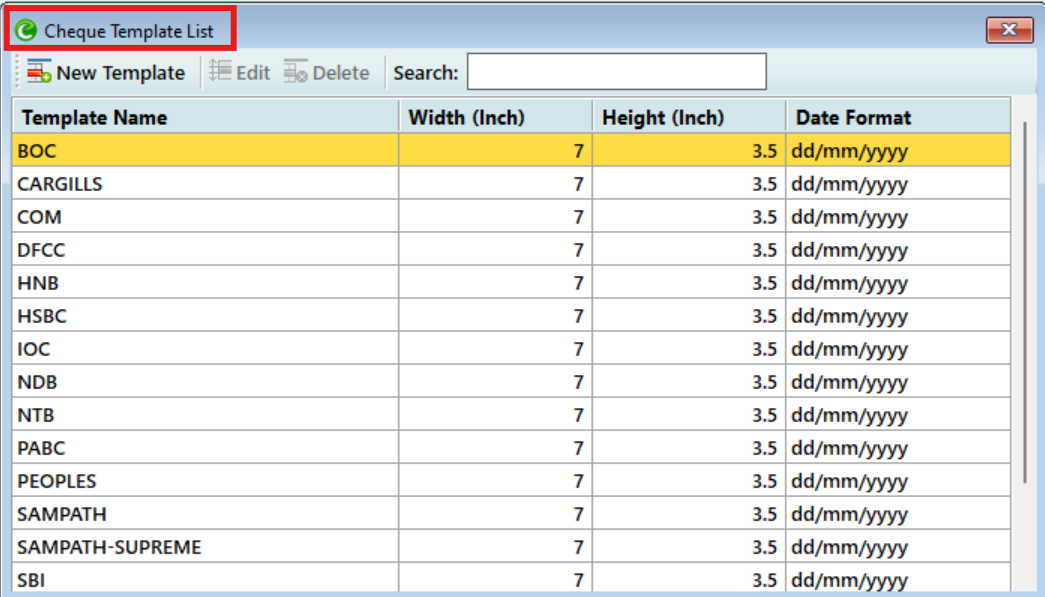 Cheque Template List
New Template Edit Delete Search:
Template Name Width (Inch) Height (Inch) Date Format
BOC 7 3.5 dd/mm/yyyy
CARGILLS 7 3.5 dd/mm/yyyy
COM 7 3.5 dd/mm/yyyy
DFCC 7 3.5 dd/mm/yyyy
HNB 7 3.5 dd/mm/yyyy
HSBC 7 3.5 dd/mm/yyyy
IOC 7 3.5 dd/mm/yyyy
NDB 7 3.5 dd/mm/yyyy
NTB 7 3.5 dd/mm/yyyy
PABC 7 3.5 dd/mm/yyyy
PEOPLES 7 3.5 dd/mm/yyyy
SAMPATH 7 3.5 dd/mm/yyyy
SAMPATH-SUPREME 7 3.5 dd/mm/yyyy
SBI 7 3.5 dd/mm/yyyy